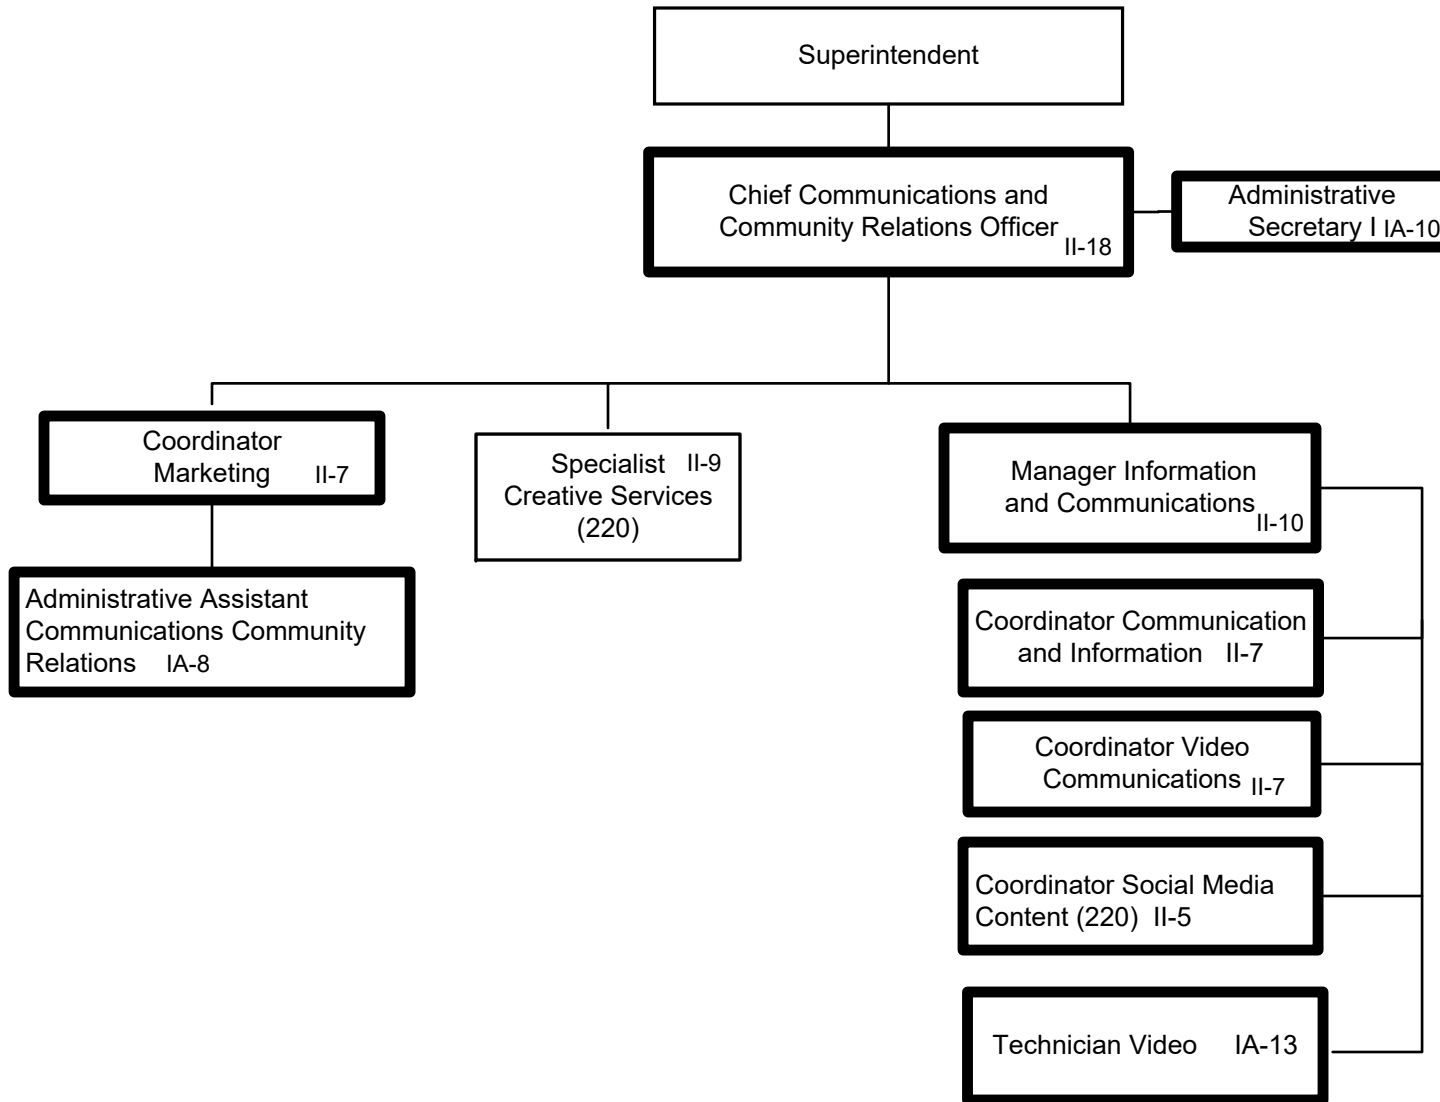 Superintendent
Chief Communications and
Community Relations Officer
II-18
Administrative
Secretary I IA-10
Coordinator
Marketing II-7
Specialist II-9
Creative Services
(220)
Manager Information
and Communications
II-10
Administrative Assistant
Communications Community
Relations IA-8
Coordinator Communication
and Information II-7
Coordinator Video
Communications II-7
Coordinator Social Media
Content (220) II-5
Technician Video IA-13